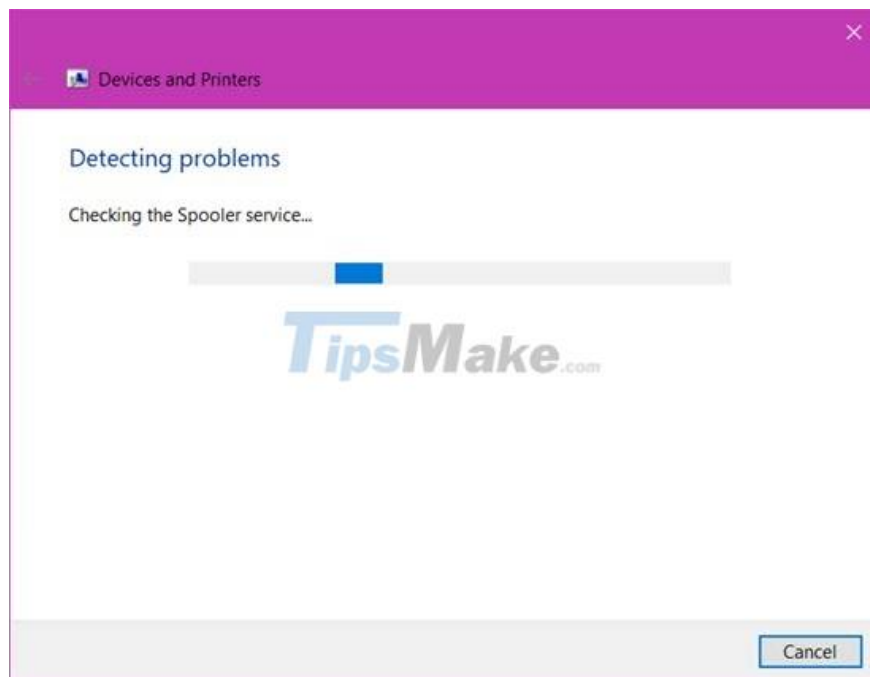 Devices and Printers
Detecting problems
Checking the Spooler service...
TipsMake.com
Cancel